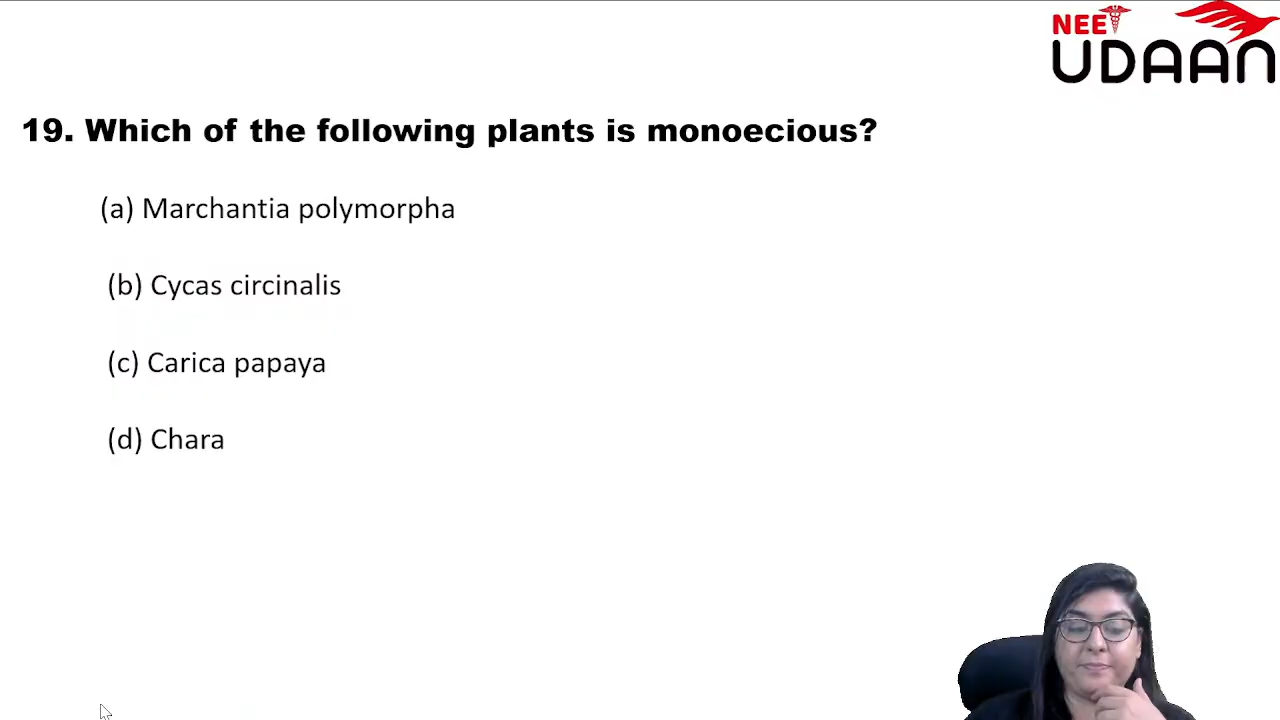 NEET
UDAAN
19. Which of the following plants is monoecious?
(a) Marchantia polymorpha
(b) Cycas circinalis
(c) Carica papaya
(d) Chara